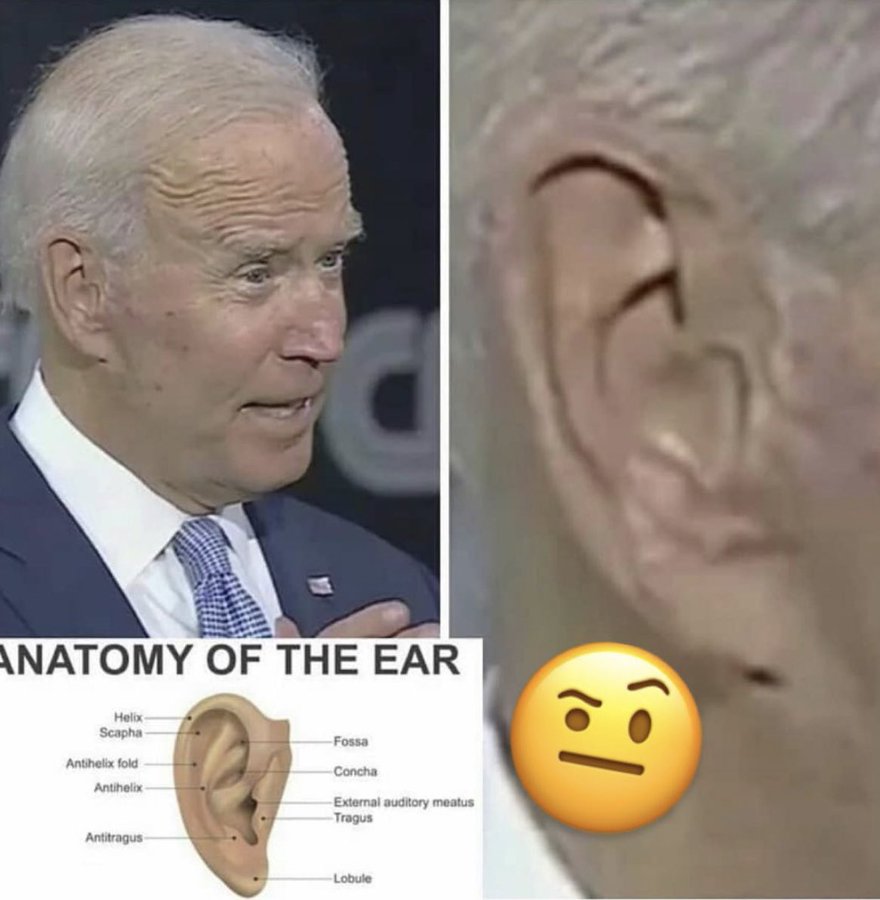 ANATOMY OF THE EAR
Helix
Scapha
Antihelix fold
Antihelix
Antitragus
Fossa
Concha
External auditory meatus
Tragus
Lobule